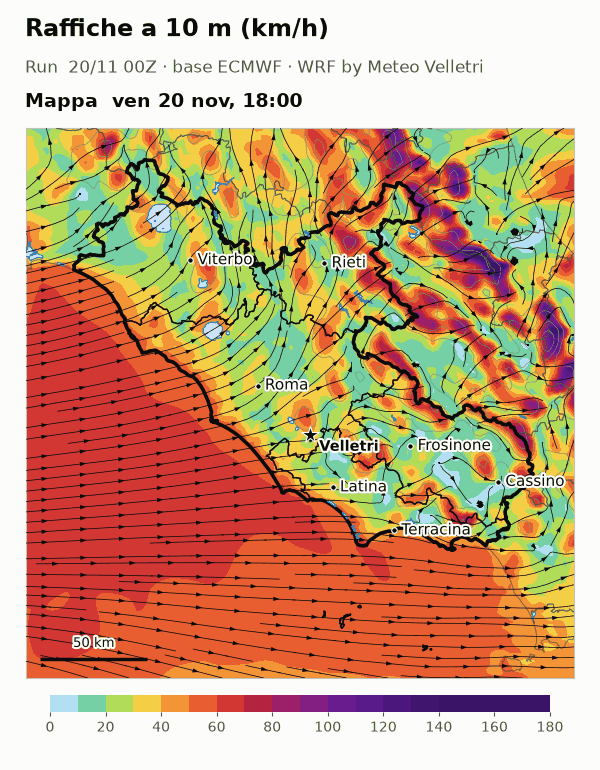 Raffiche a 10 m (km/h)
Run  20/11 00Z · base ECMWF · WRF by Meteo Velletri
Mappa  ven 20 nov, 18:00
Viterbo
Rieti
Roma
Velletri
Frosinone
Cassino
Latina
Terracina
50 km
0 20 40 60 80 100 120 140 160 180